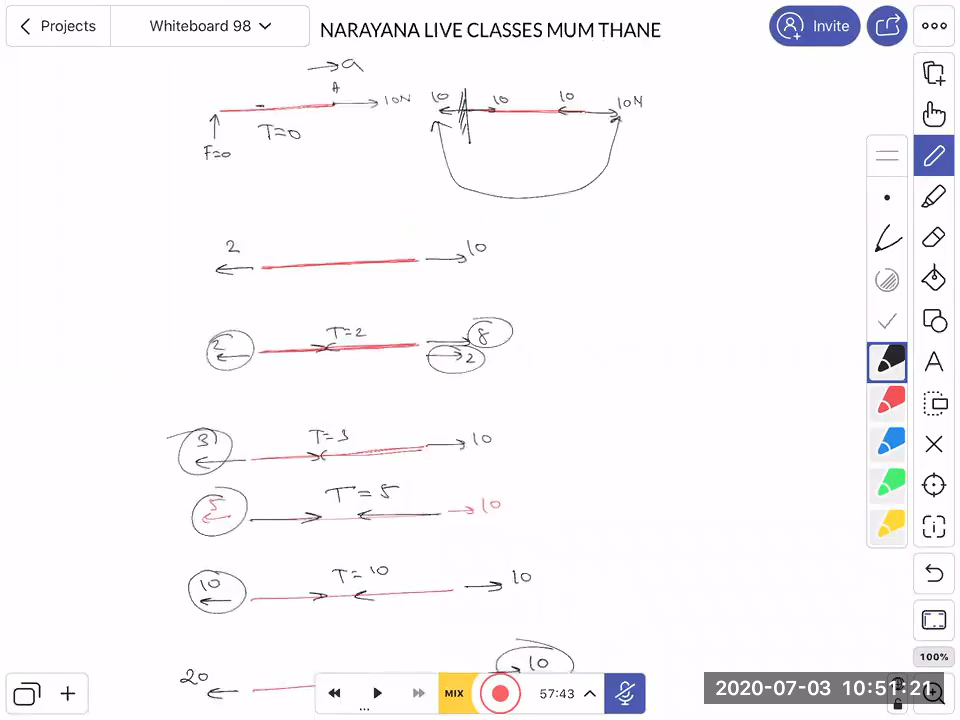 Projects
Whiteboard 98
NARAYANA LIVE CLASSES MUM THANE
Invite
→a
A
10N
10
10
10
10N
T=0
F=0
2
10
T=2
8
2
2
3
T=3
10
5
T=5
10
10
T=10
10
20
10
MIX
57:43
100%
2020-07-03 10:51:21